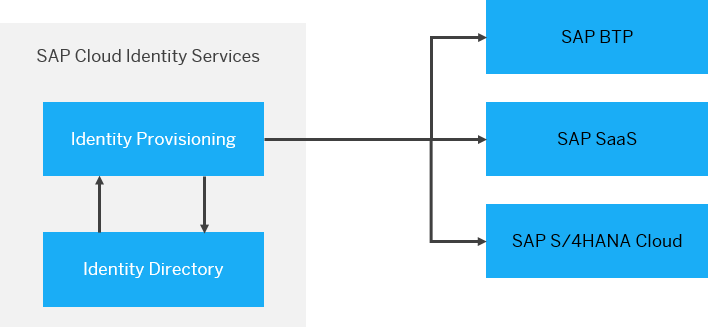 SAP Cloud Identity Services
Identity Provisioning
Identity Directory
SAP BTP
SAP SaaS
SAP S/4HANA Cloud